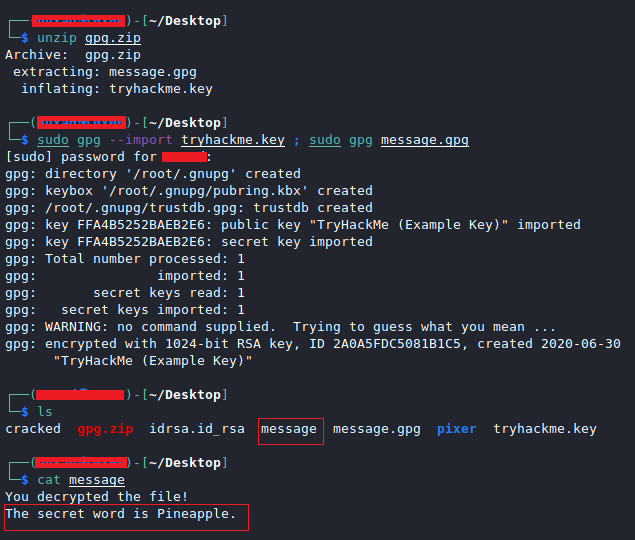 ┌──(                )-[~/Desktop]
└─$ unzip gpg.zip
Archive:  gpg.zip
 extracting: message.gpg
  inflating: tryhackme.key
┌──(                )-[~/Desktop]
└─$ sudo gpg --import tryhackme.key ; sudo gpg message.gpg
[sudo] password for      :
gpg: directory '/root/.gnupg' created
gpg: keybox '/root/.gnupg/pubring.kbx' created
gpg: /root/.gnupg/trustdb.gpg: trustdb created
gpg: key FFA4B5252BAEB2E6: public key "TryHackMe (Example Key)" imported
gpg: key FFA4B5252BAEB2E6: secret key imported
gpg: Total number processed: 1
gpg:               imported: 1
gpg:       secret keys read: 1
gpg:   secret keys imported: 1
gpg: WARNING: no command supplied.  Trying to guess what you mean ...
gpg: encrypted with 1024-bit RSA key, ID 2A0A5FDC5081B1C5, created 2020-06-30
      "TryHackMe (Example Key)"
┌──(                )-[~/Desktop]
└─$ ls
cracked  gpg.zip  idrsa.id_rsa  message  message.gpg  pixer  tryhackme.key
┌──(                )-[~/Desktop]
└─$ cat message
You decrypted the file!
The secret word is Pineapple.